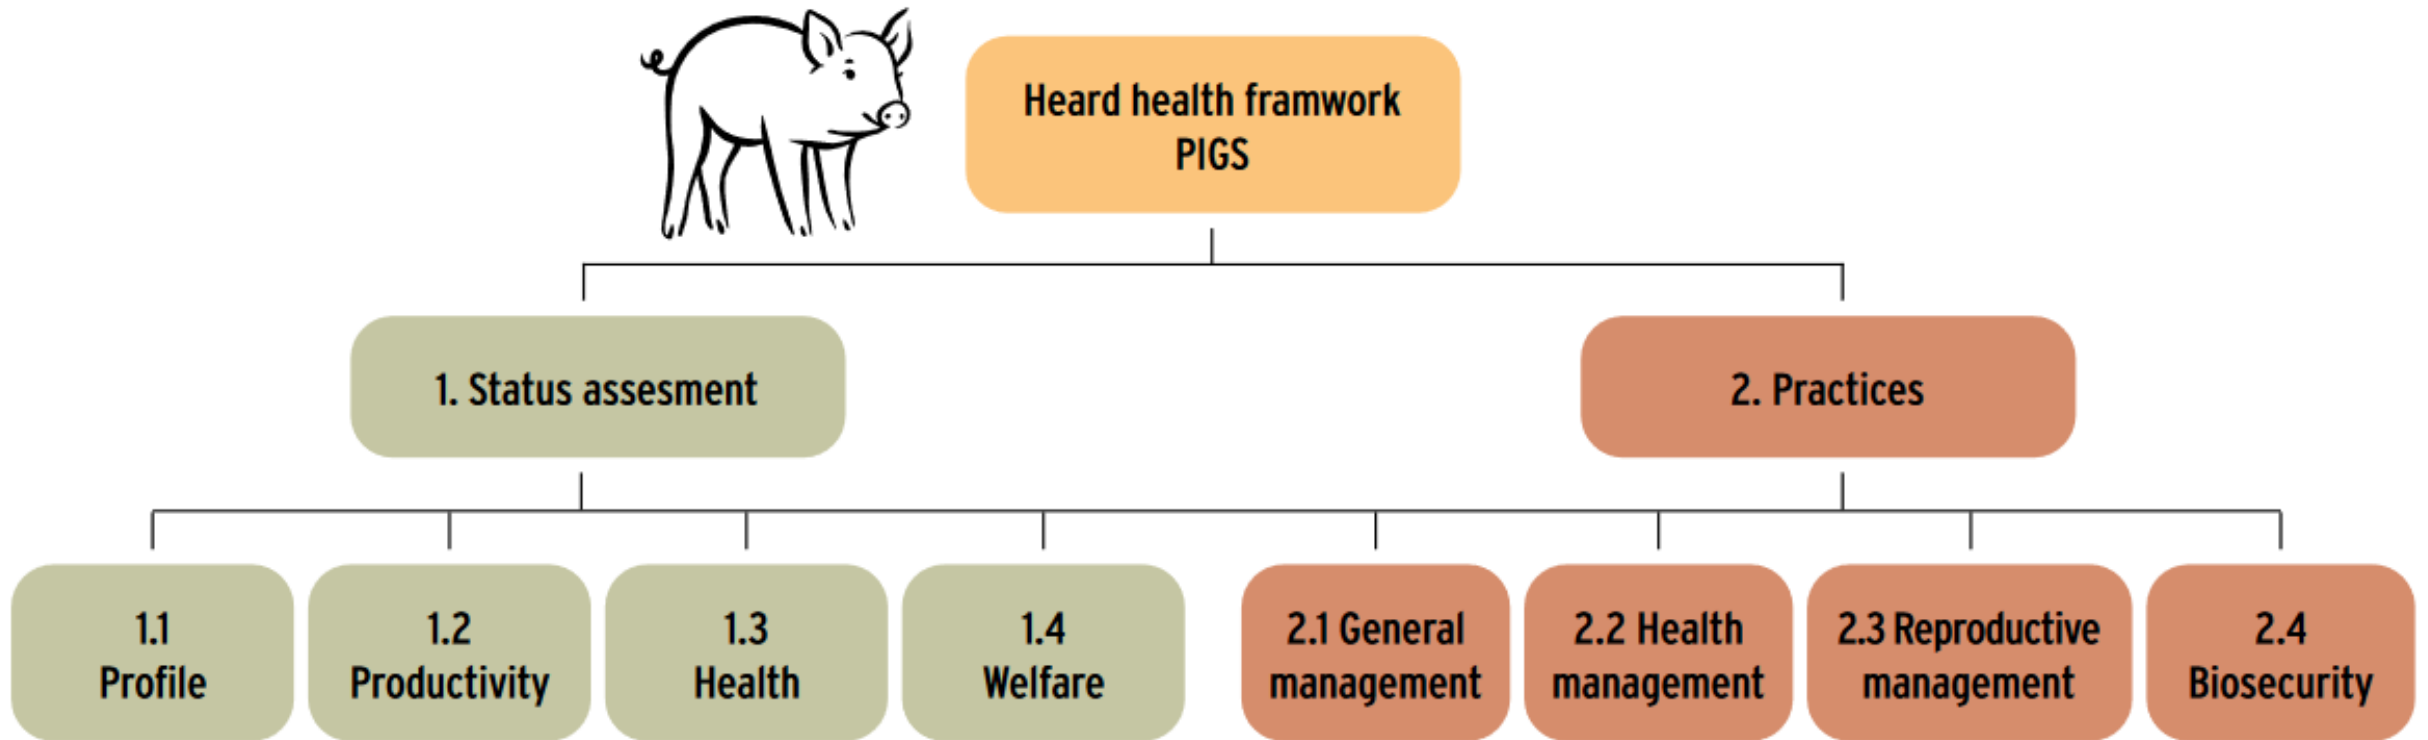 Heard health framwork
PIGS
1. Status assesment
2. Practices
1.1
Profile
1.2
Productivity
1.3
Health
1.4
Welfare
2.1 General
management
2.2 Health
management
2.3 Reproductive
management
2.4
Biosecurity